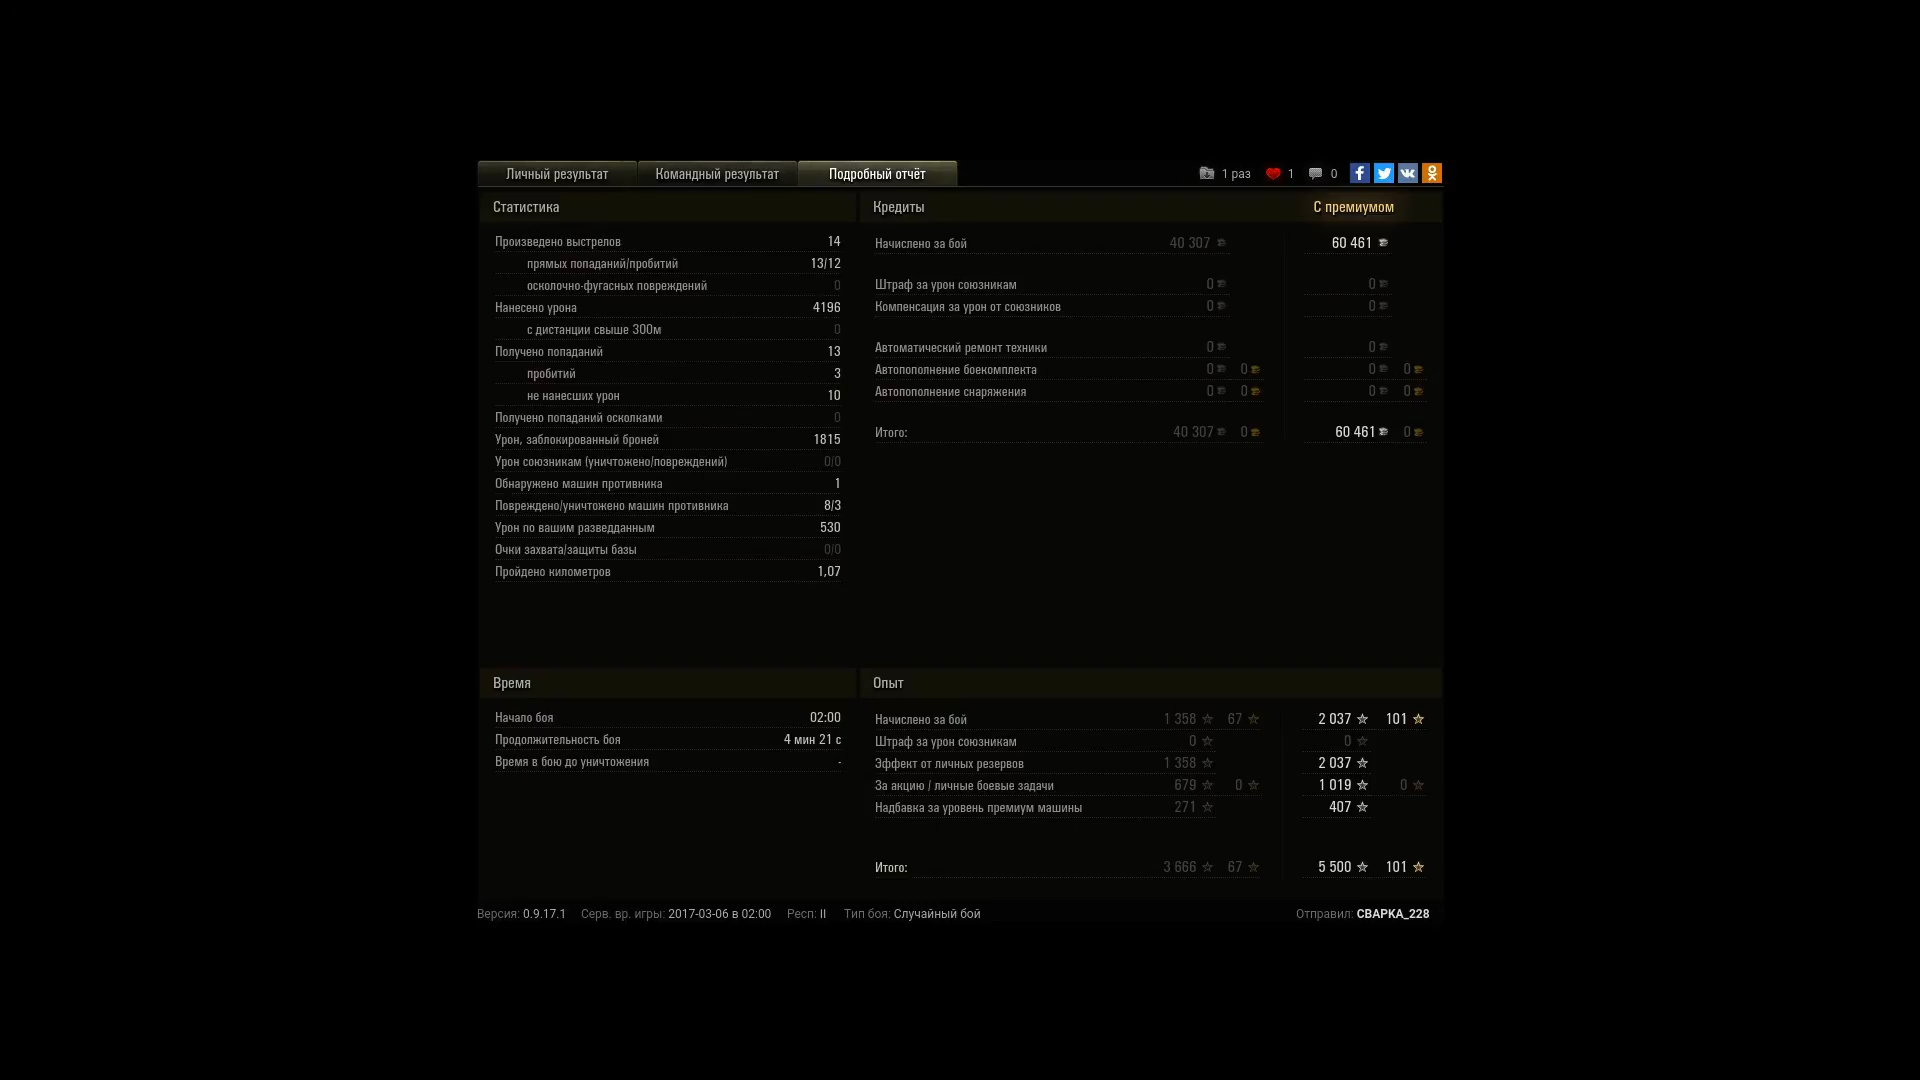 Личный результат Командный результат Подробный отчёт 1 раз 1 0
Статистика
Произведено выстрелов 14
прямых попаданий/пробитий 13/12
осколочно-фугасных повреждений 0
Нанесено урона 4196
с дистанции свыше 300м 0
Получено попаданий 13
пробитий 3
не нанесших урон 10
Получено попаданий осколками 0
Урон, заблокированный броней 1815
Урон союзникам (уничтожено/повреждений) 0/0
Обнаружено машин противника 1
Повреждено/уничтожено машин противника 8/3
Урон по вашим разведданным 530
Очки захвата/защиты базы 0/0
Пройдено километров 1,07
Кредиты С премиумом
Начислено за бой 40 307 60 461
Штраф за урон союзникам 0 0
Компенсация за урон от союзников 0 0
Автоматический ремонт техники 0 0
Автопополнение боекомплекта 0 0 0 0
Автопополнение снаряжения 0 0 0 0
Итого: 40 307 0 60 461 0
Время
Начало боя 02:00
Продолжительность боя 4 мин 21 с
Время в бою до уничтожения -
Опыт
Начислено за бой 1 358 67 2 037 101
Штраф за урон союзникам 0 0
Эффект от личных резервов 1 358 2 037
За акцию / личные боевые задачи 679 0 1 019 0
Надбавка за уровень премиум машины 271 407
Итого: 3 666 67 5 500 101
Версия: 0.9.17.1 Серв. вр. игры: 2017-03-06 в 02:00 Респ: II Тип боя: Случайный бой Отправил: CBAPKA_228